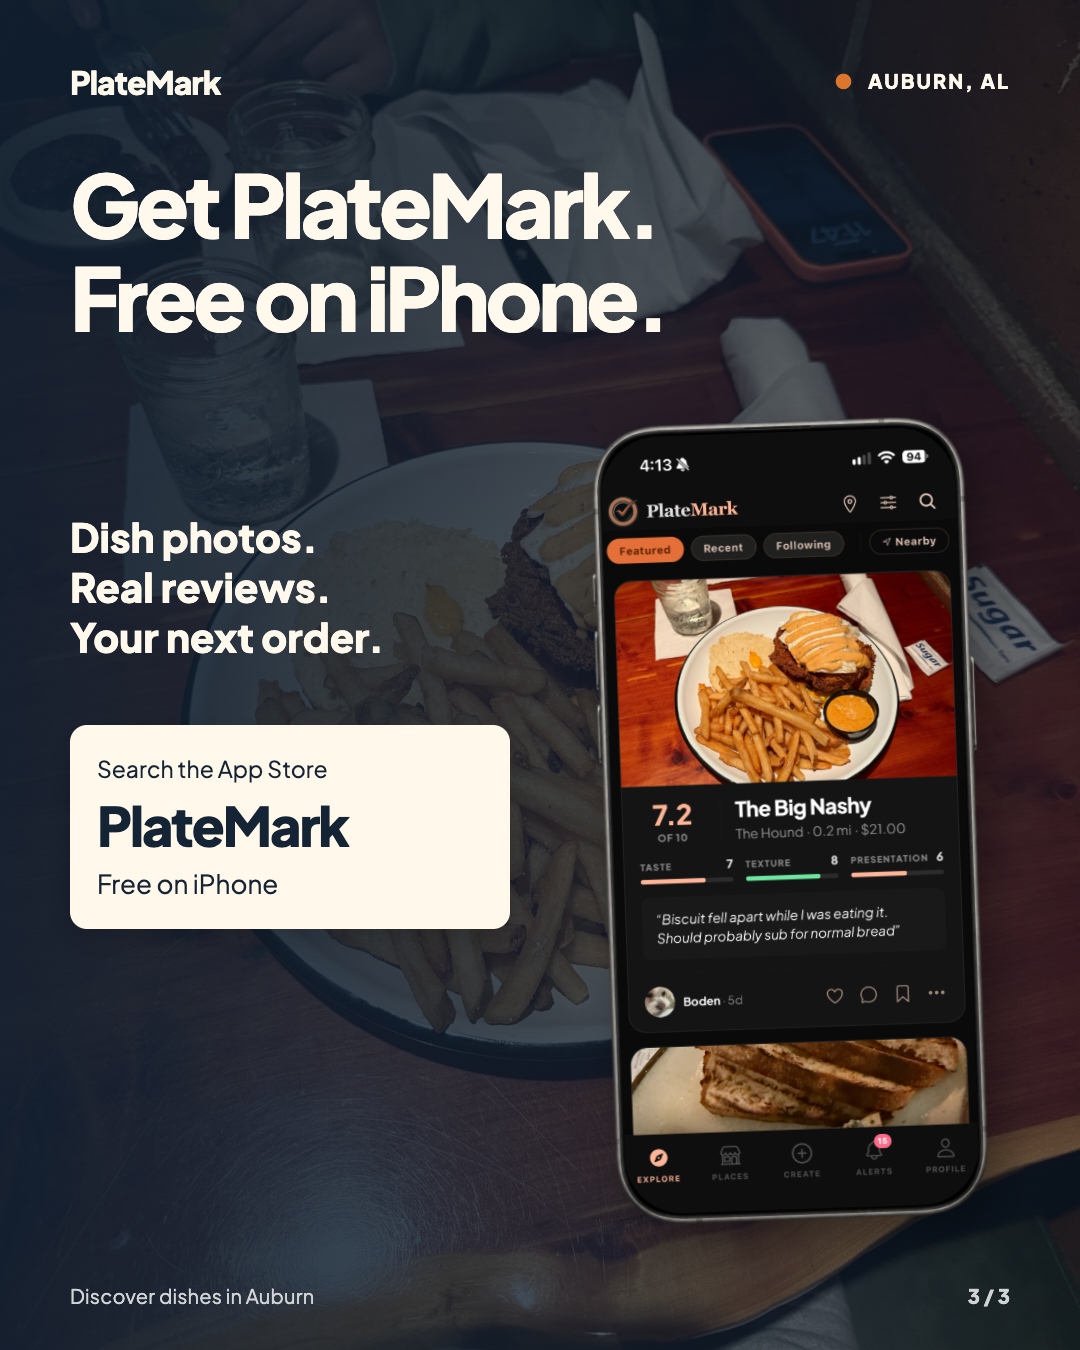 PlateMark
AUBURN, AL
Get PlateMark.
Free on iPhone.
Dish photos.
Real reviews.
Your next order.
Search the App Store
PlateMark
Free on iPhone
4:13
94
PlateMark
Featured
Recent
Following
Nearby
Sugar
Sugar
7.2
OF 10
The Big Nashy
The Hound · 0.2 mi · $21.00
TASTE 7
TEXTURE 8
PRESENTATION 6
"Biscuit fell apart while I was eating it.
Should probably sub for normal bread"
Boden · 5d
15
EXPLORE
PLACES
CREATE
ALERTS
PROFILE
Discover dishes in Auburn
3 / 3